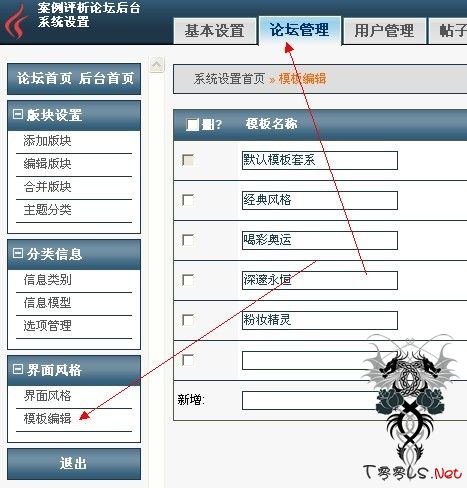 案例评析论坛后台
系统设置
基本设置
论坛管理
用户管理
帖子
论坛首页 后台首页
系统设置首页 » 模板编辑
版块设置
添加版块
编辑版块
合并版块
主题分类
分类信息
信息类别
信息模型
选项管理
界面风格
界面风格
模板编辑
退出
删? 模板名称
默认模板套系
经典风格
喝彩奥运
深邃永恒
粉妆精灵
新增:
T&&LS.Net